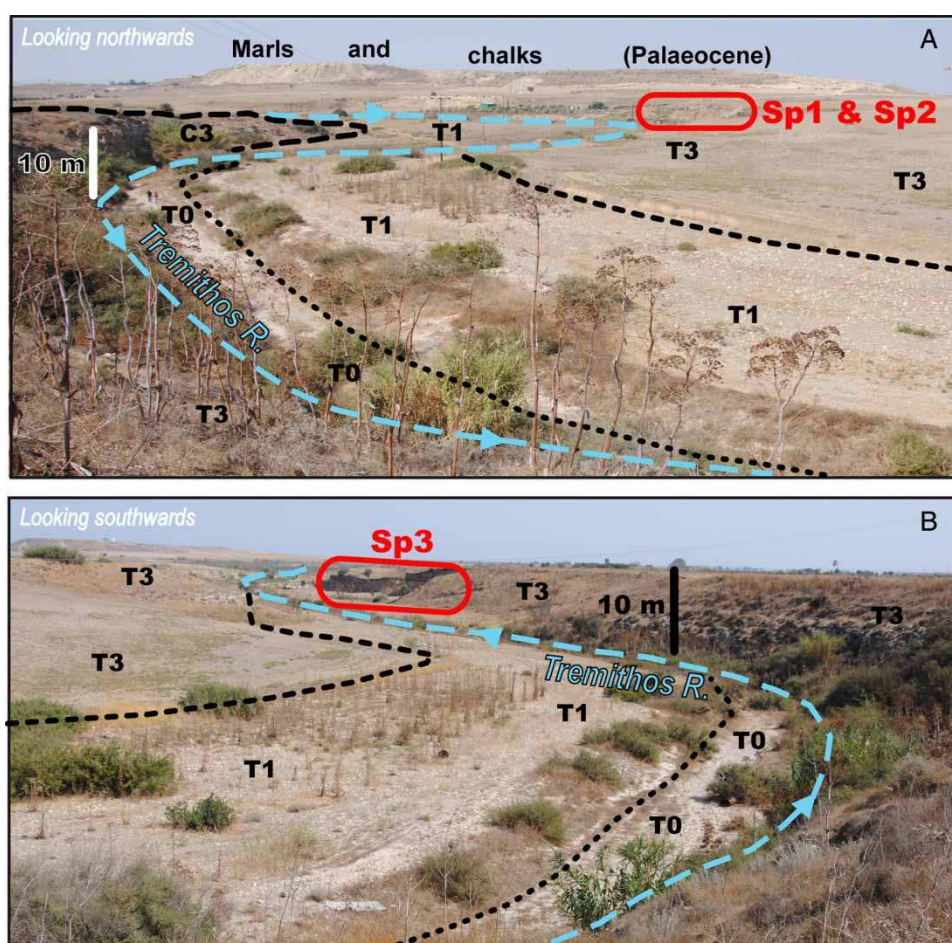 Looking northwards
A
Marls and chalks (Palaeocene)
Sp1 & Sp2
C3
T1
T3
10 m
T3
T0
T1
Tremithos R.
T1
T0
T3
Looking southwards
B
Sp3
T3
T3
10 m
T3
T3
Tremithos R.
T1
T0
T1
T0